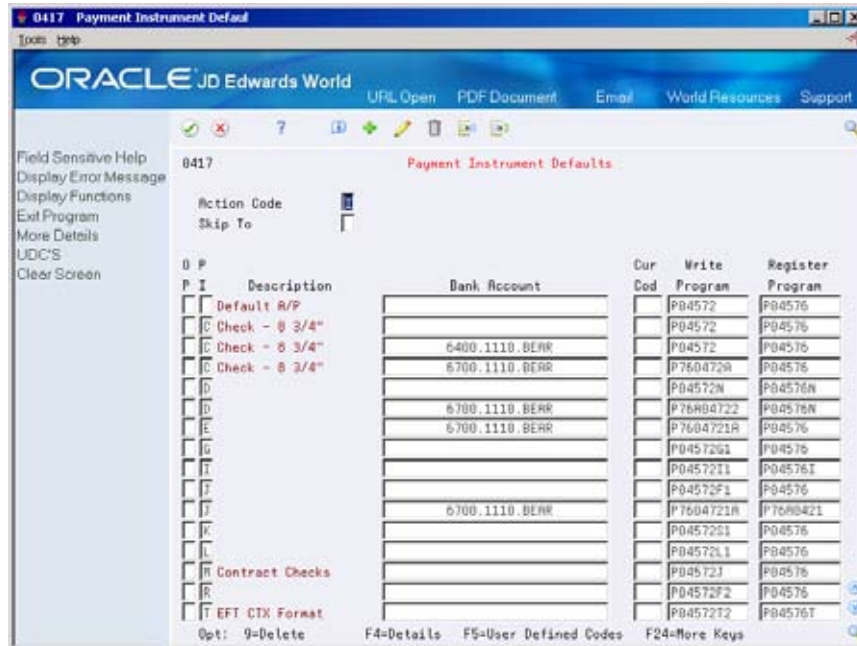 0417 Payment Instrument Defaul
Tools Help
ORACLE JD Edwards World
URL Open PDF Document Email World Resources Support
Field Sensitive Help
Display Error Message
Display Functions
Exit Program
More Details
UDC'S
Clear Screen
0417 Payment Instrument Defaults
Action Code
Skip To
O P Cur Write Register
P I Description Bank Account Cod Program Program
Default A/P P04572 P04576
C Check - 8 3/4" P04572 P04576
C Check - 8 3/4" 6400.1110.BEAR P04572 P04576
C Check - 8 3/4" 6700.1110.BEAR P760472A P04576
D P04572N P04576N
D 6700.1110.BEAR P76A04722 P04576N
E 6700.1110.BEAR P7604721A P04576
G P04572G1 P04576
I P04572I1 P04576I
J P04572F1 P04576
J 6700.1110.BEAR P7604721A P76A0421
K P04572S1 P04576
L P04572L1 P04576
M Contract Checks P04572J P04576
R P04572F2 P04576
T EFT CTX Format P04572T2 P04576T
Opt: 9=Delete F4=Details F5=User Defined Codes F24=More Keys